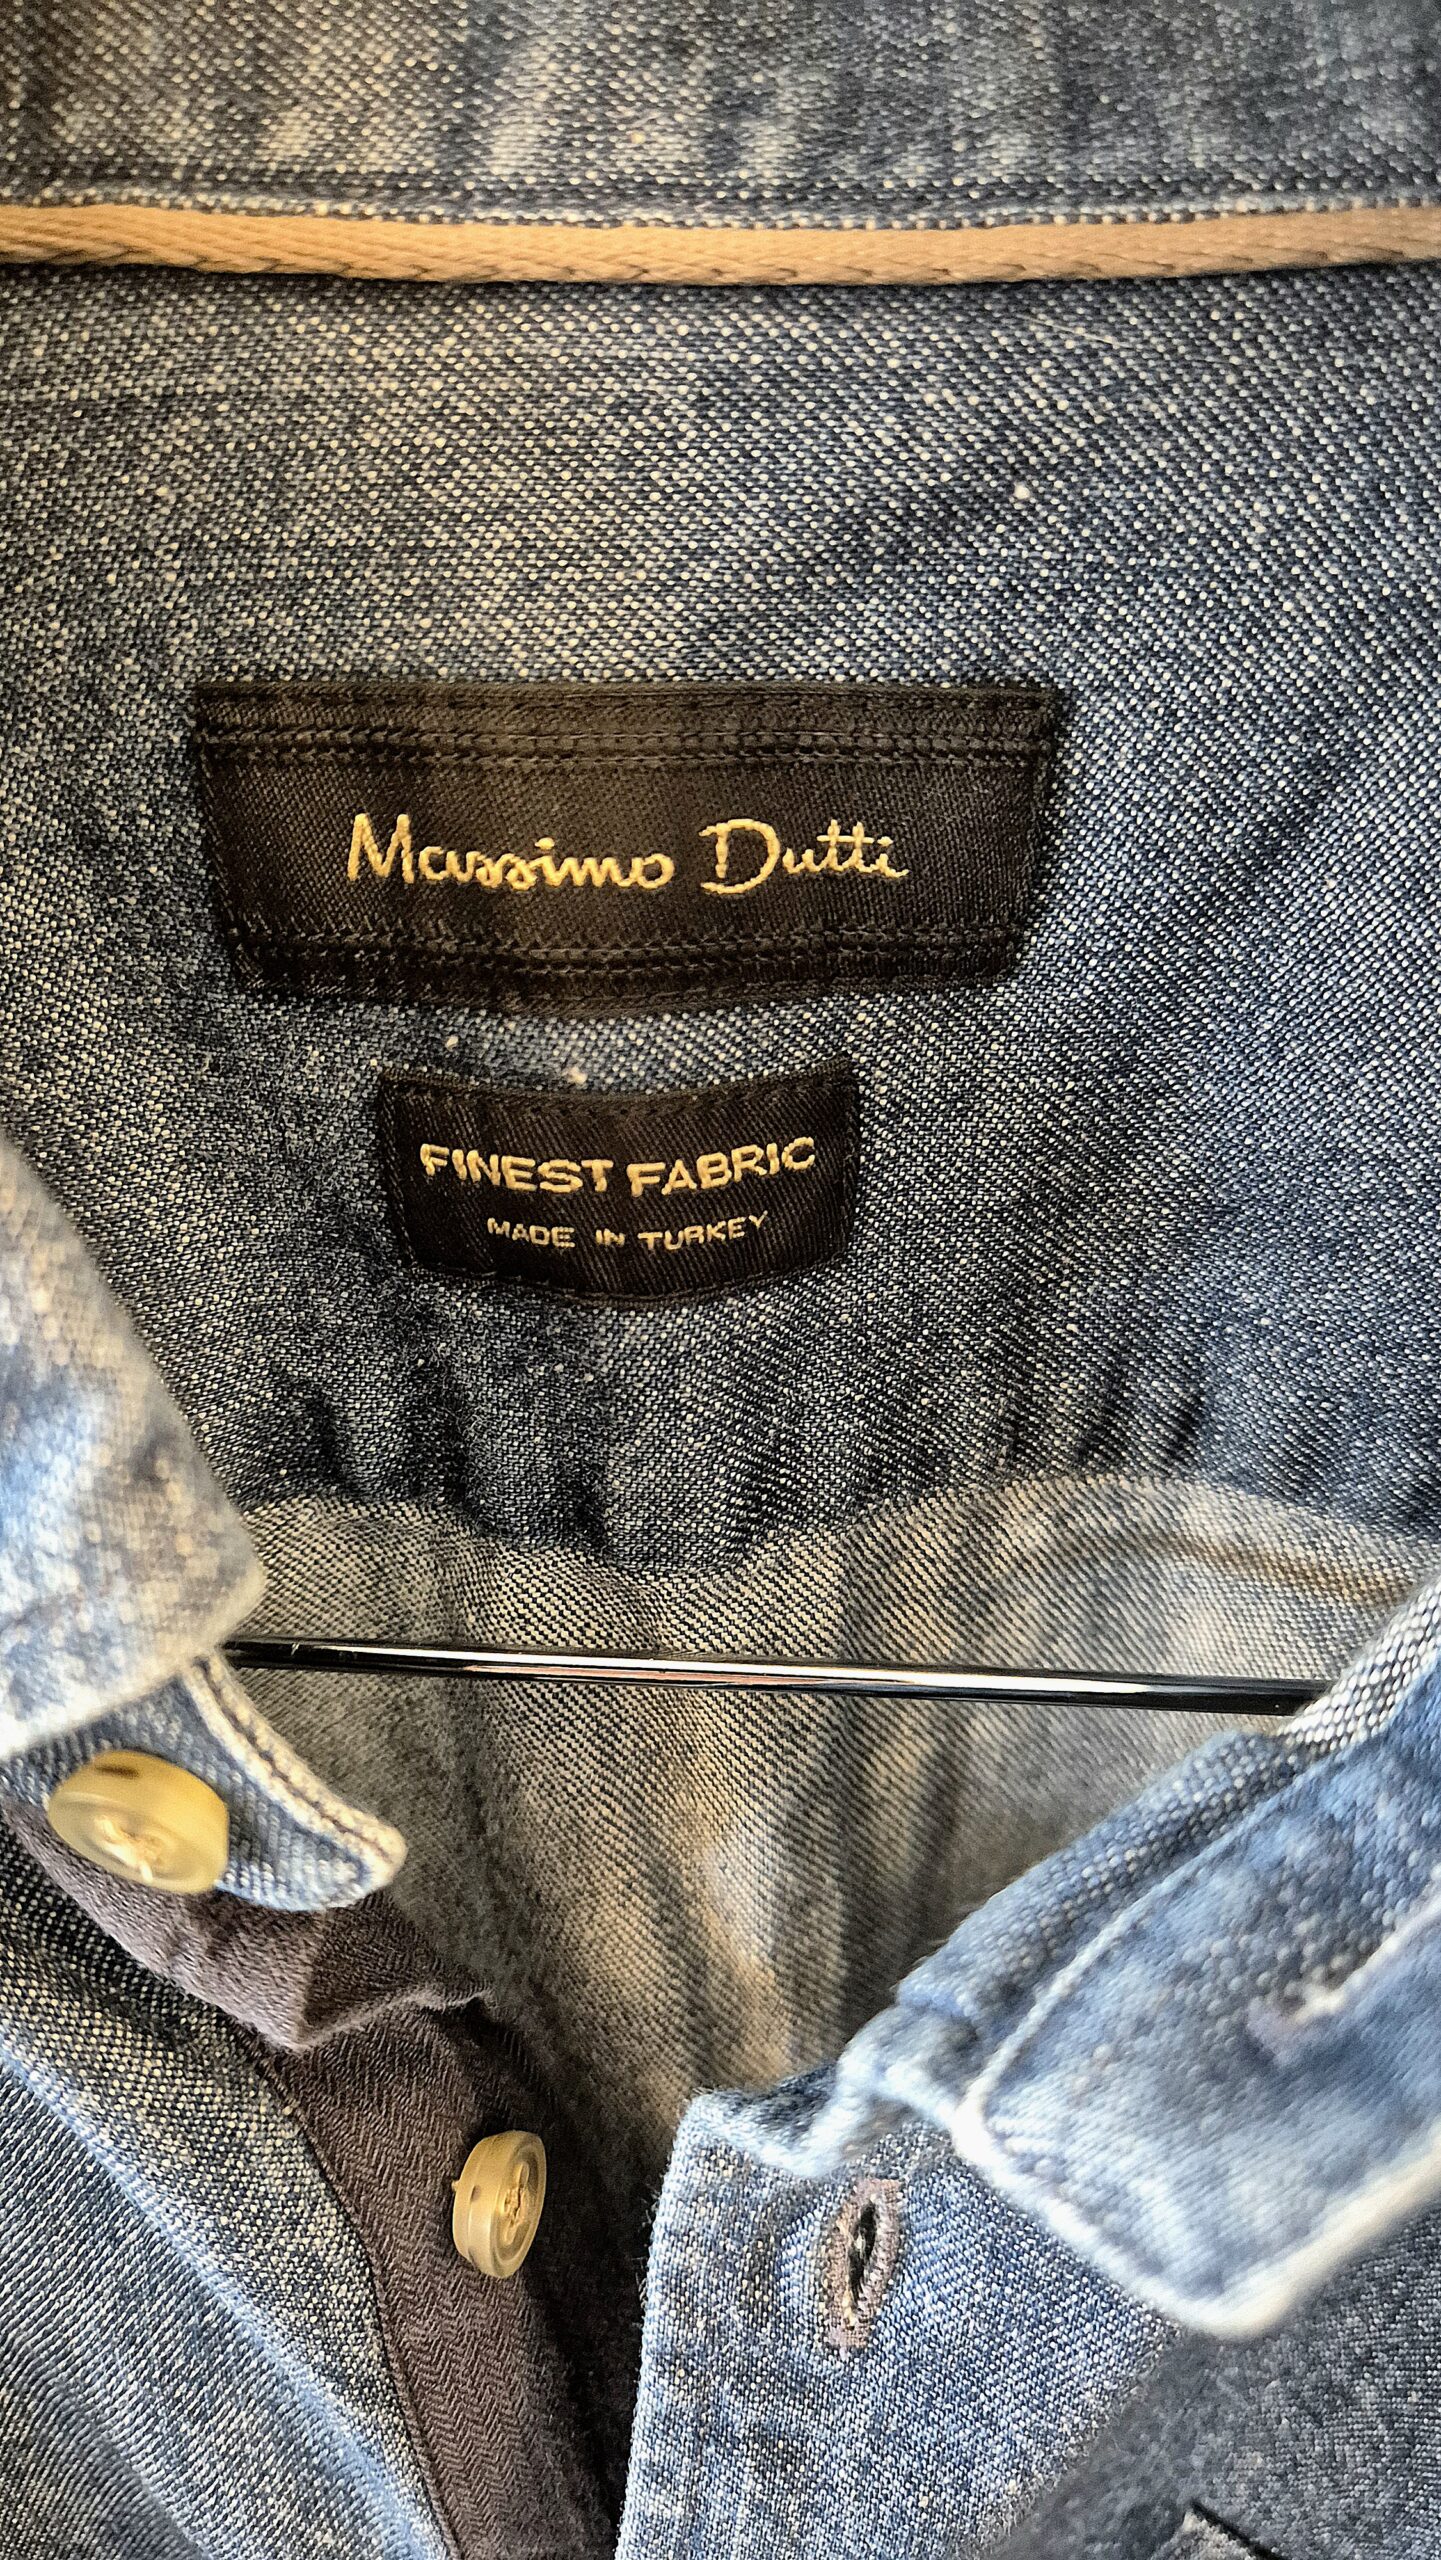 Massimo Dutti
FINEST FABRIC
MADE IN TURKEY